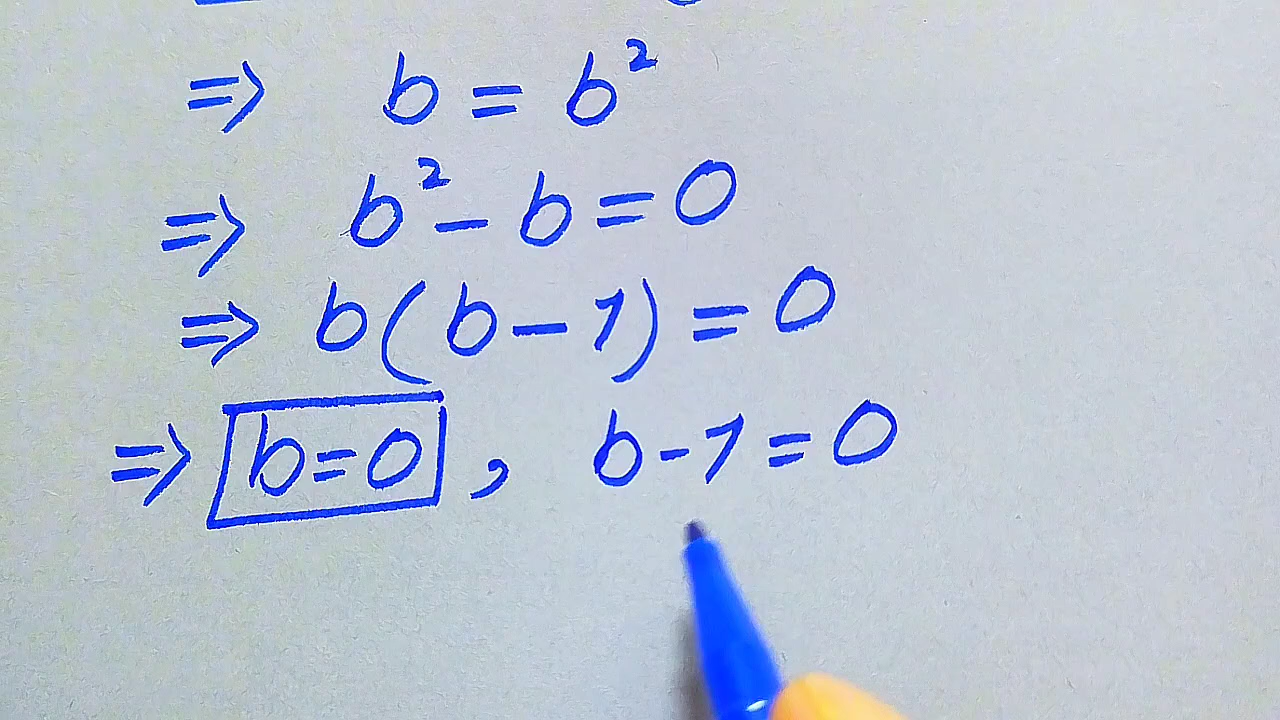 ⇒ b = b²
⇒ b² - b = 0
⇒ b(b - 1) = 0
⇒ b = 0 , b - 1 = 0